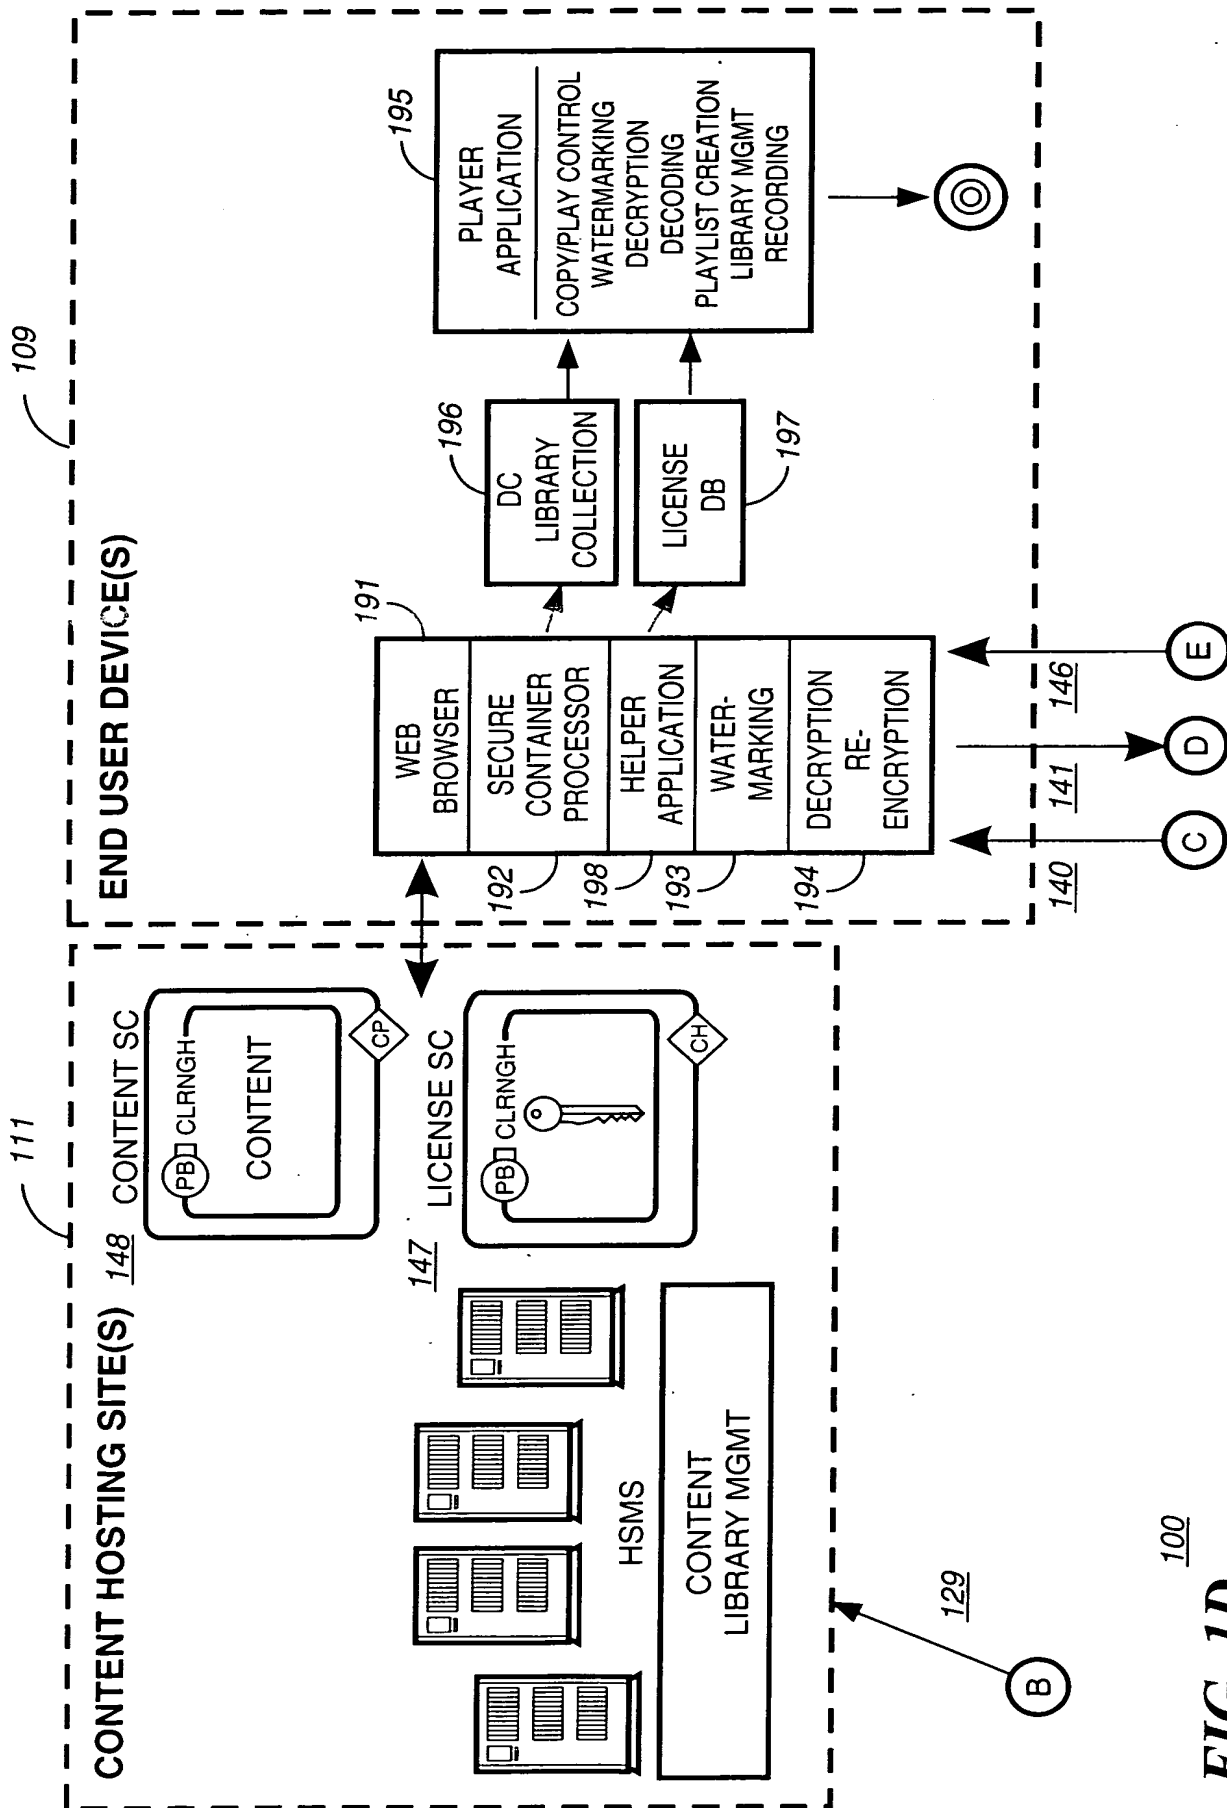 111
CONTENT HOSTING SITE(S)
148
CONTENT SC
PB
CLRNGH
CONTENT
CP
147
LICENSE SC
PB
CLRNGH
CH
HSMS
CONTENT
LIBRARY MGMT
129
B
109
END USER DEVICE(S)
191
WEB
BROWSER
192
SECURE
CONTAINER
PROCESSOR
198
HELPER
APPLICATION
193
WATER-
MARKING
194
DECRYPTION
RE-
ENCRYPTION
196
DC
LIBRARY
COLLECTION
LICENSE
DB
197
195
PLAYER
APPLICATION
COPY/PLAY CONTROL
WATERMARKING
DECRYPTION
DECODING
PLAYLIST CREATION
LIBRARY MGMT
RECORDING
140
C
141
D
146
E
100
FIG. 1D